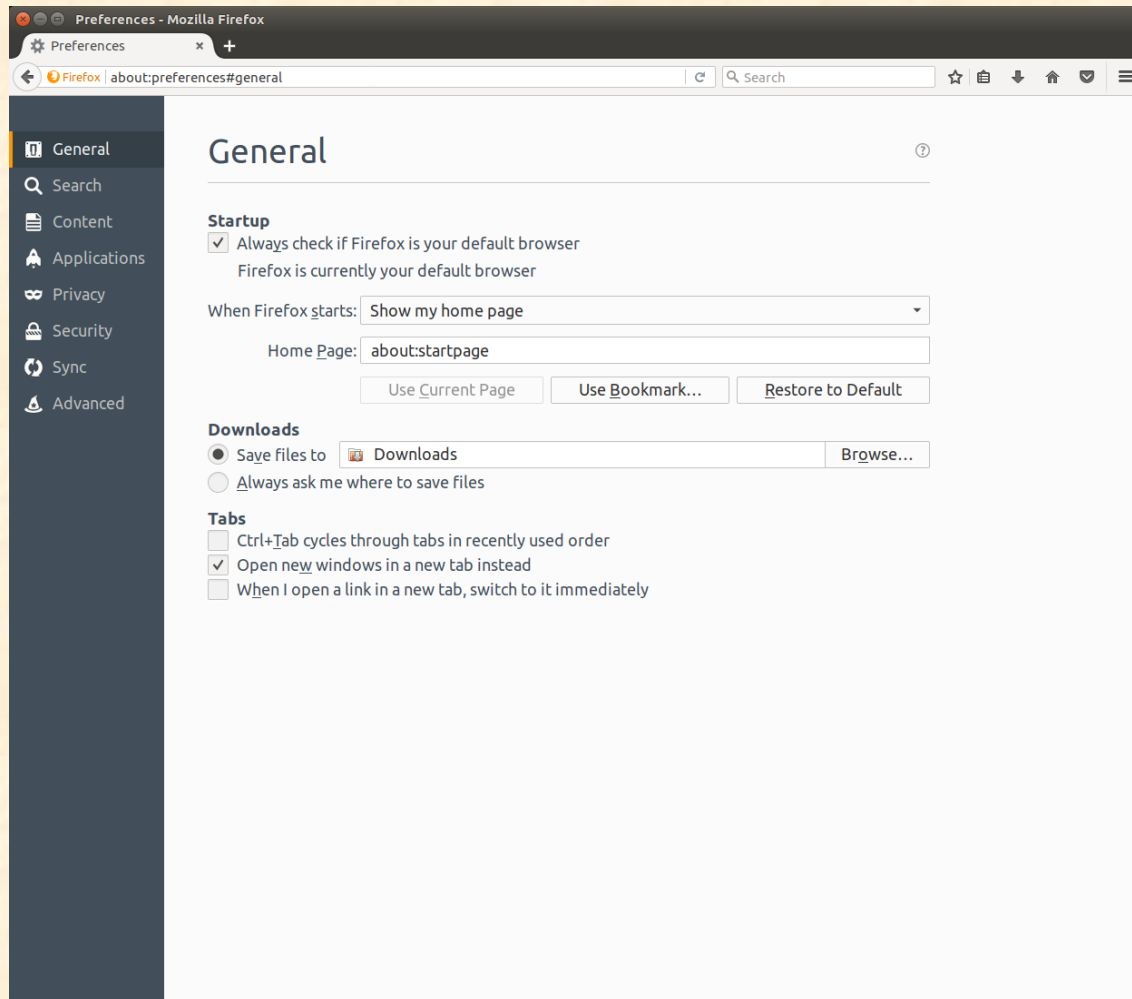 Preferences - Mozilla Firefox
Preferences
Firefox about:preferences#general Search
General
Search
Content
Applications
Privacy
Security
Sync
Advanced
General
Startup
Always check if Firefox is your default browser
Firefox is currently your default browser
When Firefox starts: Show my home page
Home Page: about:startpage
Use Current Page Use Bookmark... Restore to Default
Downloads
Save files to Downloads Browse...
Always ask me where to save files
Tabs
Ctrl+Tab cycles through tabs in recently used order
Open new windows in a new tab instead
When I open a link in a new tab, switch to it immediately